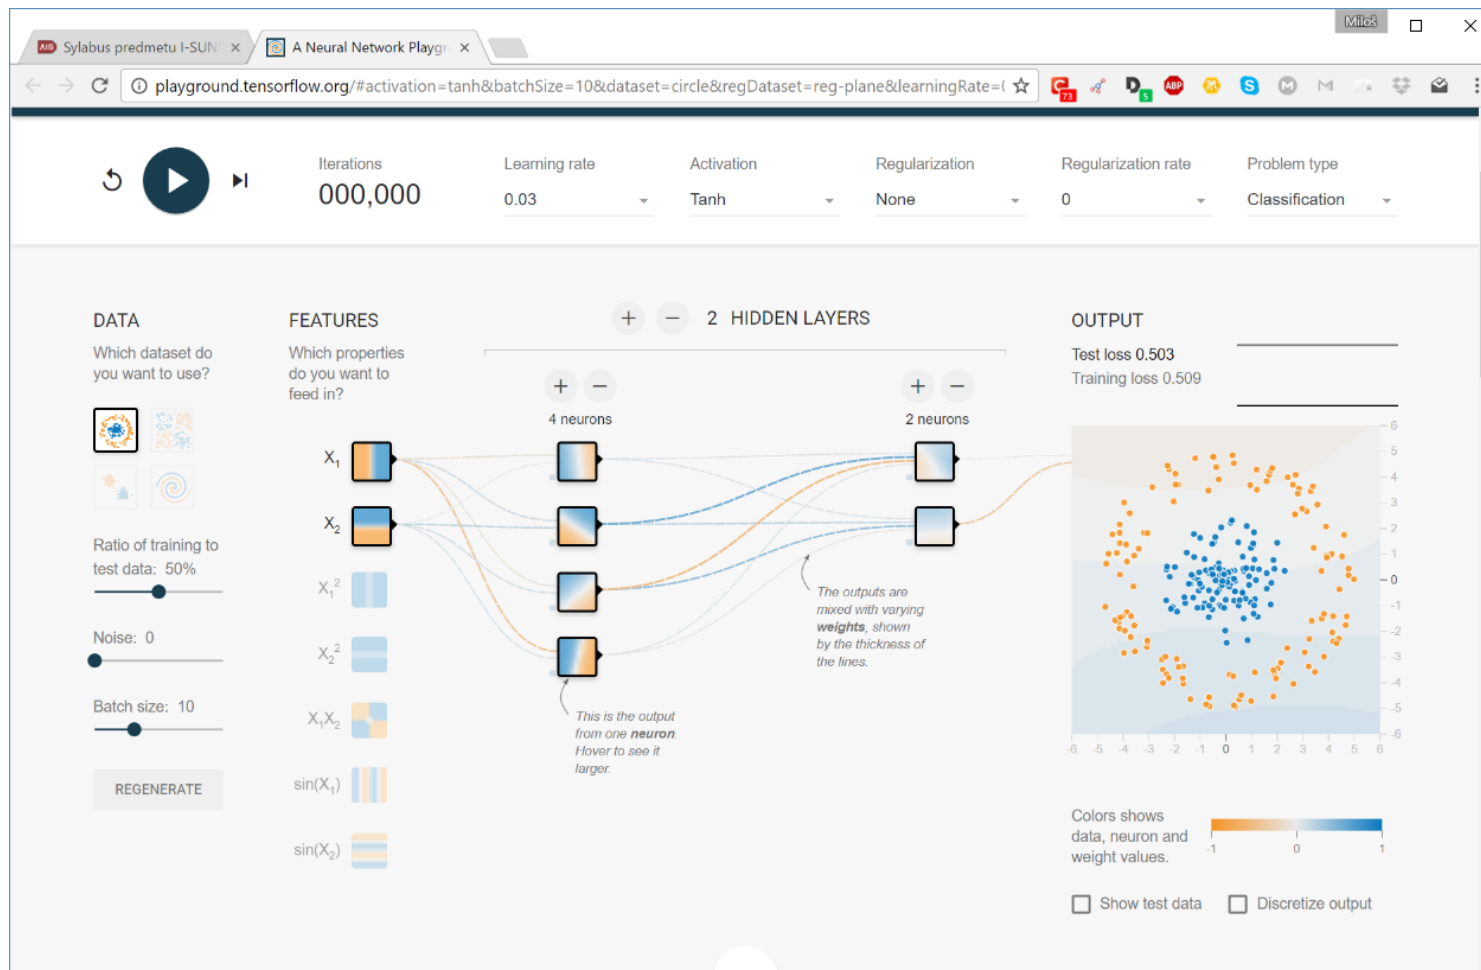 Miloš
AIS Sylabus predmetu I-SUN
A Neural Network Playgr
playground.tensorflow.org/#activation=tanh&batchSize=10&dataset=circle&regDataset=reg-plane&learningRate=
73
D 5
ABP
S
M
M
Iterations
000,000
Learning rate
0.03
Activation
Tanh
Regularization
None
Regularization rate
0
Problem type
Classification
DATA
Which dataset do
you want to use?
Ratio of training to
test data: 50%
Noise: 0
Batch size: 10
REGENERATE
FEATURES
Which properties
do you want to
feed in?
X₁
X₂
X₁²
X₂²
X₁X₂
sin(X₁)
sin(X₂)
+ − 2 HIDDEN LAYERS
+ −
4 neurons
+ −
2 neurons
This is the output
from one neuron.
Hover to see it
larger.
The outputs are
mixed with varying
weights, shown
by the thickness of
the lines.
OUTPUT
Test loss 0.503
Training loss 0.509
6
5
4
3
2
1
0
-1
-2
-3
-4
-5
-6
-6 -5 -4 -3 -2 -1 0 1 2 3 4 5 6
Colors shows
data, neuron and
weight values.
-1 0 1
Show test data
Discretize output